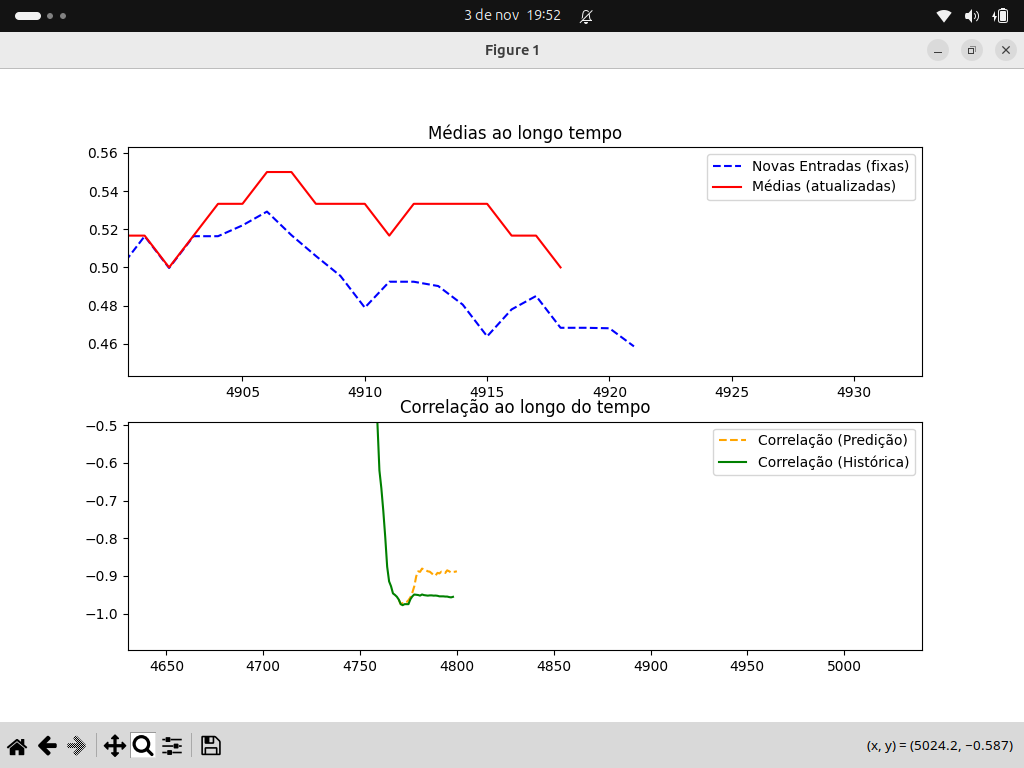 3 de nov 19:52
Figure 1
Médias ao longo tempo
0.56
0.54
0.52
0.50
0.48
0.46
Novas Entradas (fixas)
Médias (atualizadas)
4905 4910 4915 4920 4925 4930
Correlação ao longo do tempo
−0.5
−0.6
−0.7
−0.8
−0.9
−1.0
Correlação (Predição)
Correlação (Histórica)
4650 4700 4750 4800 4850 4900 4950 5000
(x, y) = (5024.2, −0.587)